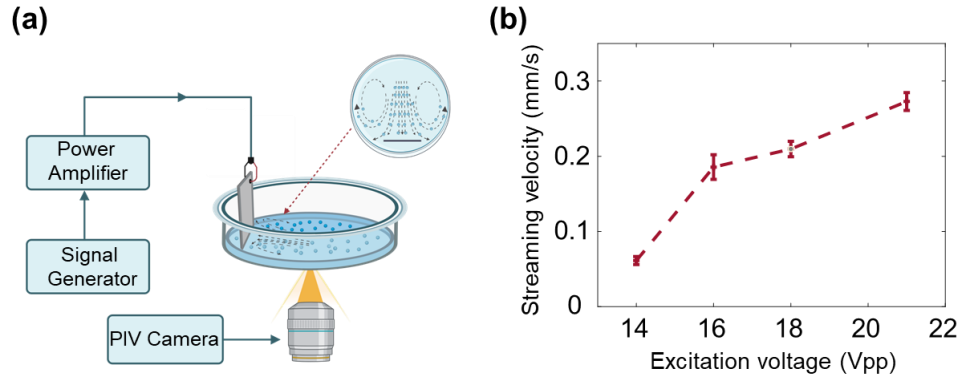 (a)
Power
Amplifier
Signal
Generator
PIV Camera
(b)
Streaming velocity (mm/s)
0.3
0.2
0.1
0
14 16 18 20 22
Excitation voltage (Vpp)